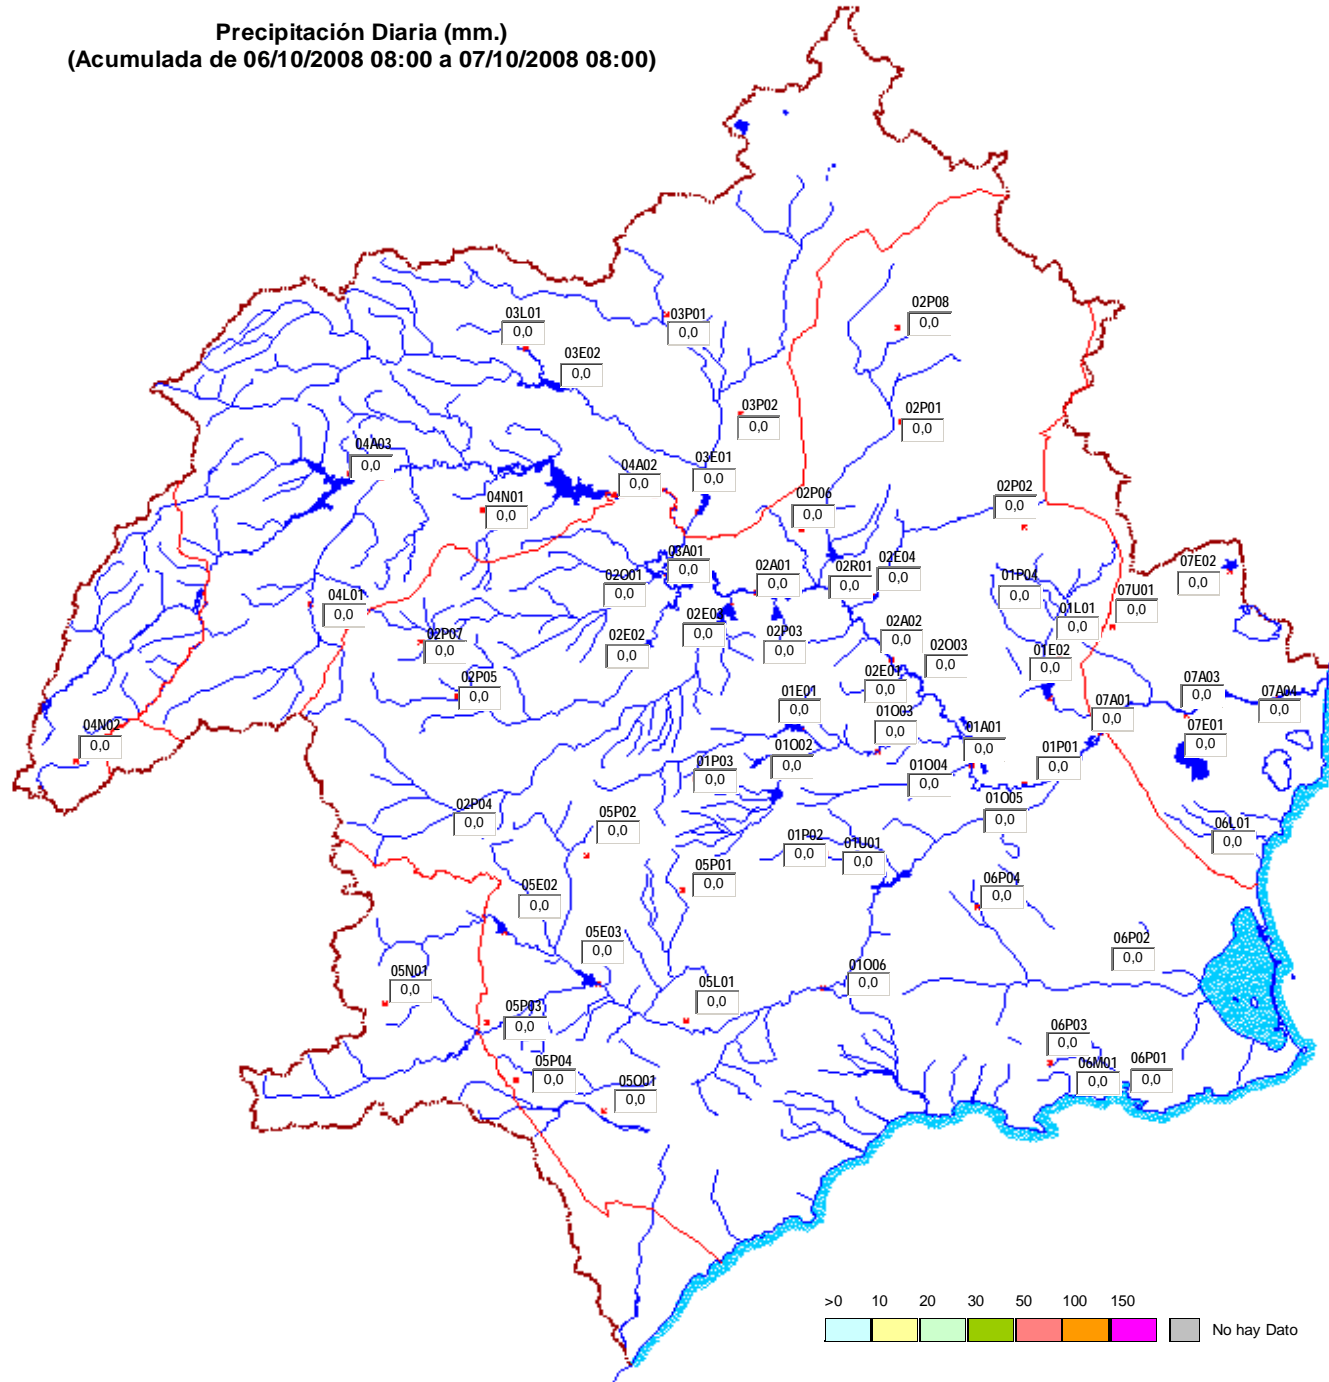 Precipitación Diaria (mm.)
(Acumulada de 06/10/2008 08:00 a 07/10/2008 08:00)
02P08
0,0
03L01
0,0
03P01
0,0
03E02
0,0
03P02
0,0
02P01
0,0
04A03
0,0
04A02
0,0
03E01
0,0
04N01
0,0
02P06
0,0
02P02
0,0
03A01
0,0
02A01
0,0
02R01
0,0
02E04
0,0
07E02
0,0
02O01
0,0
01P04
0,0
07U01
0,0
04L01
0,0
01L01
0,0
02E03
0,0
02P07
0,0
02E02
0,0
02P03
0,0
02A02
0,0
02O03
0,0
01E02
0,0
02P05
0,0
02E01
0,0
01E01
0,0
07A03
0,0
07A04
0,0
07A01
0,0
01O03
0,0
04N02
0,0
01A01
0,0
07E01
0,0
01O02
0,0
01P03
0,0
01P01
0,0
01O04
0,0
02P04
0,0
05P02
0,0
01O05
0,0
06L01
0,0
01P02
0,0
01U01
0,0
05P01
0,0
06P04
0,0
05E02
0,0
05E03
0,0
06P02
0,0
05N01
0,0
01O06
0,0
05L01
0,0
05P03
0,0
06P03
0,0
05P04
0,0
06M01
0,0
06P01
0,0
05O01
0,0
>0 10 20 30 50 100 150
No hay Dato